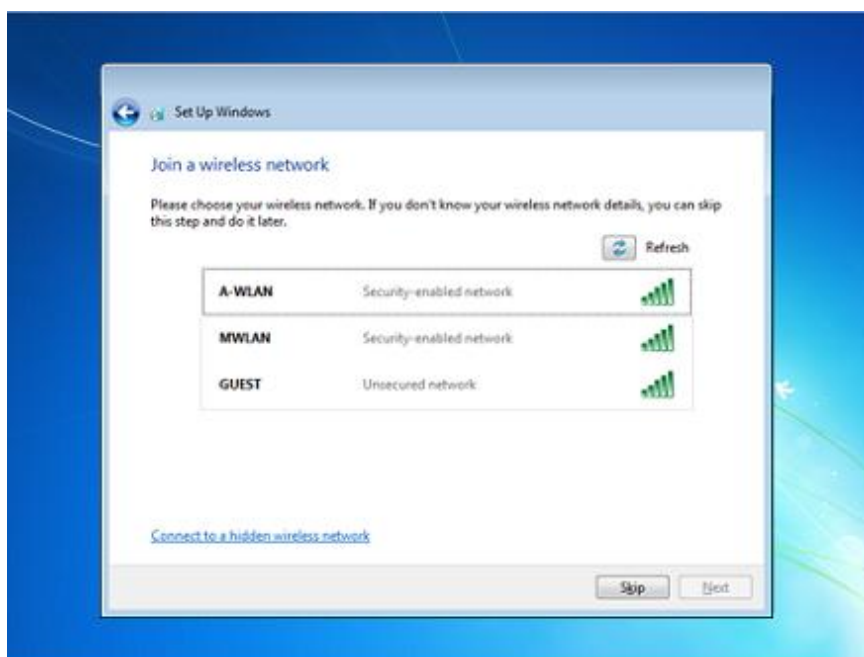 Set Up Windows
Join a wireless network
Please choose your wireless network. If you don't know your wireless network details, you can skip
this step and do it later.
Refresh
A-WLAN Security-enabled network
MWLAN Security-enabled network
GUEST Unsecured network
Connect to a hidden wireless network
Skip Next